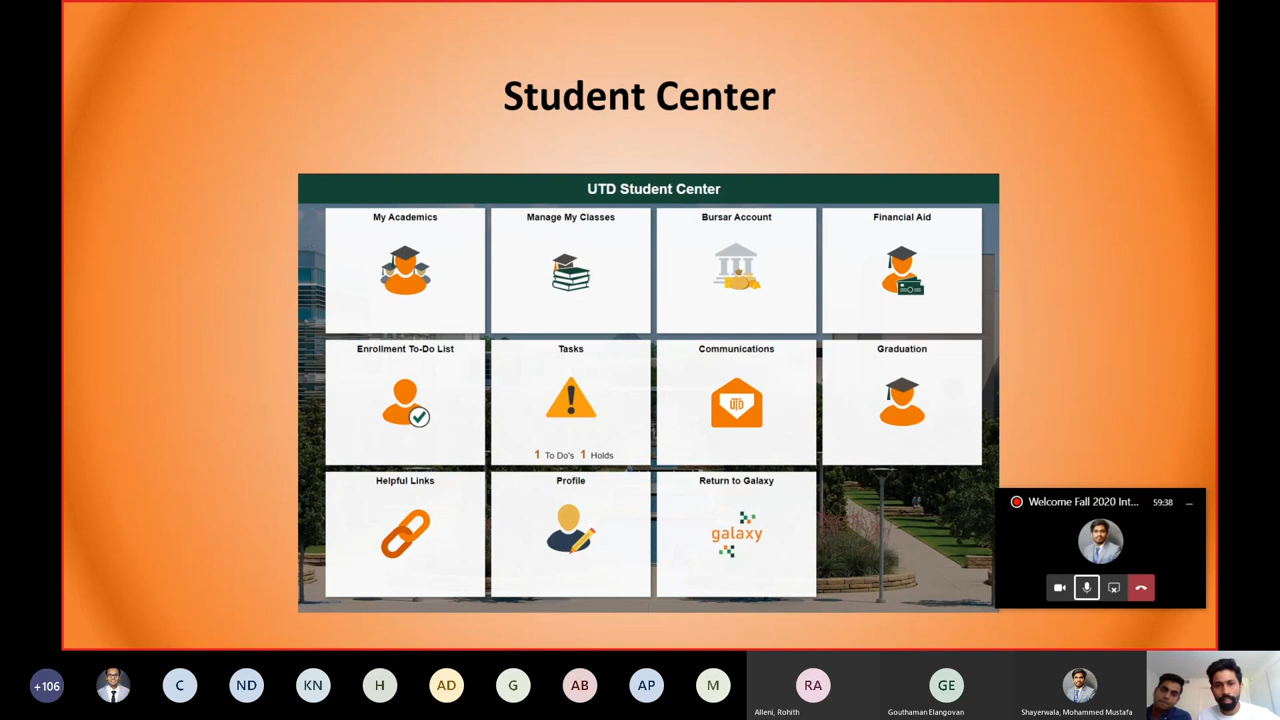 Student Center
UTD Student Center
My Academics
Manage My Classes
Bursar Account
Financial Aid
Enrollment To-Do List
Tasks
Communications
Graduation
UTD
1 To Do's 1 Holds
Helpful Links
Profile
Return to Galaxy
galaxy
Welcome Fall 2020 Int...
59:38
+106
C
ND
KN
H
AD
G
AB
AP
M
RA
GE
Alleni, Rohith
Gouthaman Elangovan
Shayerwala, Mohammed Mustafa